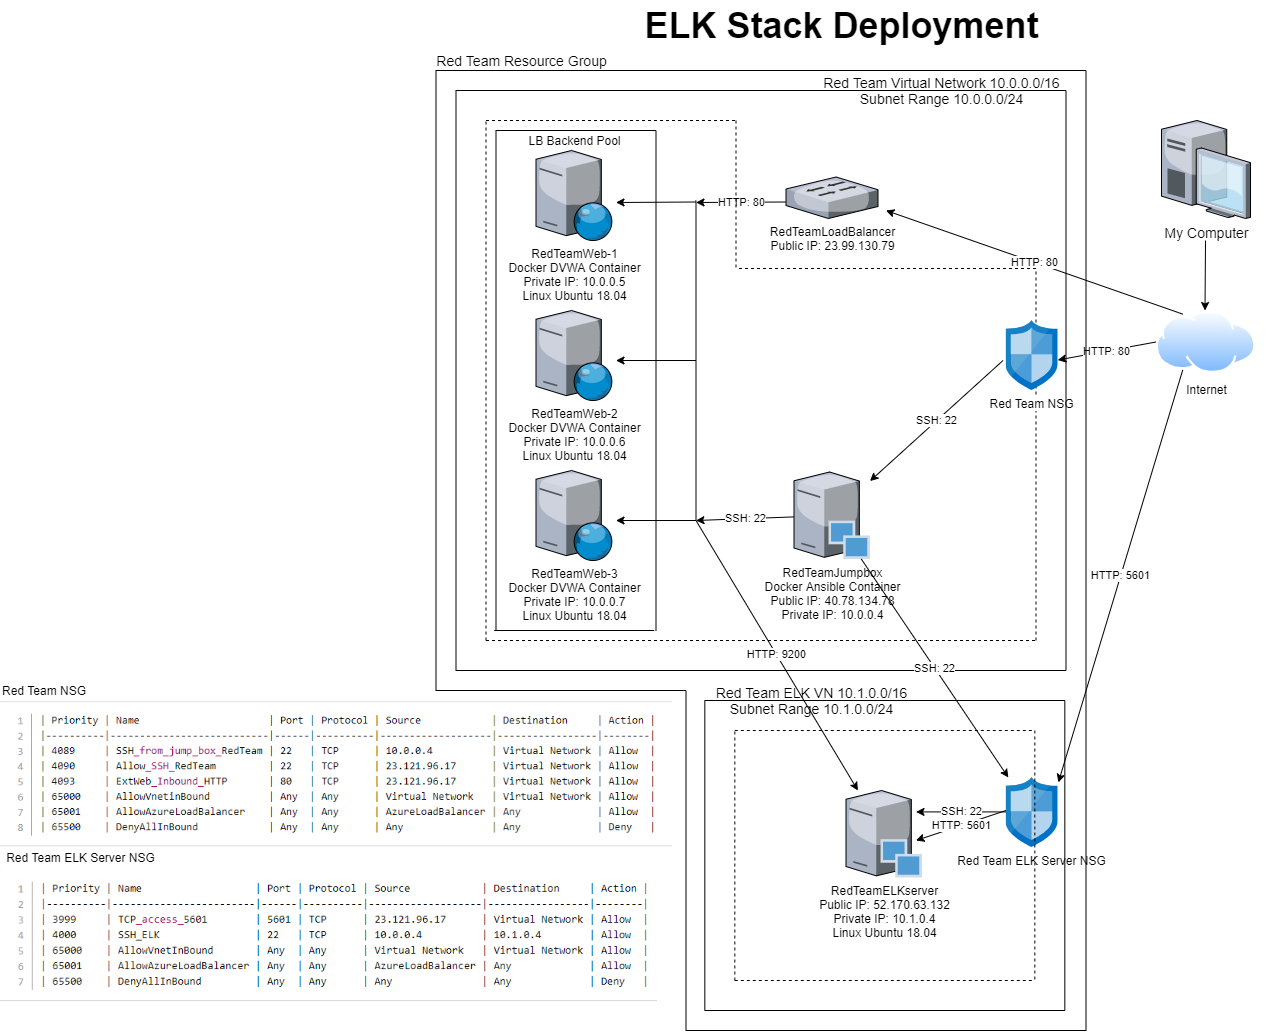 ELK Stack Deployment
Red Team Resource Group
Red Team Virtual Network 10.0.0.0/16
Subnet Range 10.0.0.0/24
LB Backend Pool
RedTeamWeb-1
Docker DVWA Container
Private IP: 10.0.0.5
Linux Ubuntu 18.04
HTTP: 80
RedTeamLoadBalancer
Public IP: 23.99.130.79
HTTP: 80
My Computer
HTTP: 80
Internet
Red Team NSG
RedTeamWeb-2
Docker DVWA Container
Private IP: 10.0.0.6
Linux Ubuntu 18.04
SSH: 22
SSH: 22
RedTeamWeb-3
Docker DVWA Container
Private IP: 10.0.0.7
Linux Ubuntu 18.04
RedTeamJumpbox
Docker Ansible Container
Public IP: 40.78.134.78
Private IP: 10.0.0.4
HTTP: 5601
HTTP: 9200
SSH: 22
Red Team ELK VN 10.1.0.0/16
Subnet Range 10.1.0.0/24
SSH: 22
HTTP: 5601
Red Team ELK Server NSG
RedTeamELKserver
Public IP: 52.170.63.132
Private IP: 10.1.0.4
Linux Ubuntu 18.04
Red Team NSG
1 | Priority | Name | Port | Protocol | Source | Destination | Action |
2 |----------|--------------------------|------|----------|-------------------|-----------------|--------|
3 | 4089 | SSH_from_jump_box_RedTeam | 22 | TCP | 10.0.0.4 | Virtual Network | Allow |
4 | 4090 | Allow_SSH_RedTeam | 22 | TCP | 23.121.96.17 | Virtual Network | Allow |
5 | 4093 | ExtWeb_Inbound_HTTP | 80 | TCP | 23.121.96.17 | Virtual Network | Allow |
6 | 65000 | AllowVnetinBound | Any | Any | Virtual Network | Virtual Network | Allow |
7 | 65001 | AllowAzureLoadBalancer | Any | Any | AzureLoadBalancer | Any | Allow |
8 | 65500 | DenyAllInBound | Any | Any | Any | Any | Deny |
Red Team ELK Server NSG
1 | Priority | Name | Port | Protocol | Source | Destination | Action |
2 |----------|------------------------|------|----------|-------------------|-----------------|--------|
3 | 3999 | TCP_access_5601 | 5601 | TCP | 23.121.96.17 | Virtual Network | Allow |
4 | 4000 | SSH_ELK | 22 | TCP | 10.0.0.4 | 10.1.0.4 | Allow |
5 | 65000 | AllowVnetInBound | Any | Any | Virtual Network | Virtual Network | Allow |
6 | 65001 | AllowAzureLoadBalancer | Any | Any | AzureLoadBalancer | Any | Allow |
7 | 65500 | DenyAllInBound | Any | Any | Any | Any | Deny |